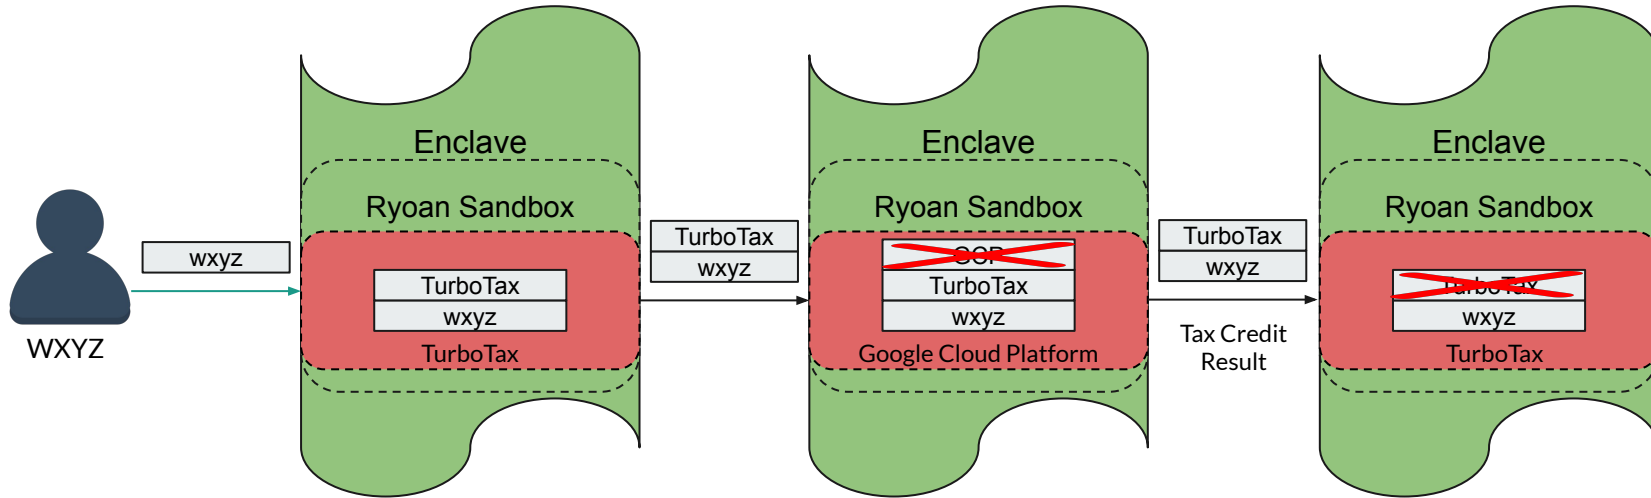 WXYZ
wxyz
Enclave
Ryoan Sandbox
TurboTax
wxyz
TurboTax
TurboTax
wxyz
Enclave
Ryoan Sandbox
GCP
TurboTax
wxyz
Google Cloud Platform
TurboTax
wxyz
Tax Credit
Result
Enclave
Ryoan Sandbox
TurboTax
wxyz
TurboTax